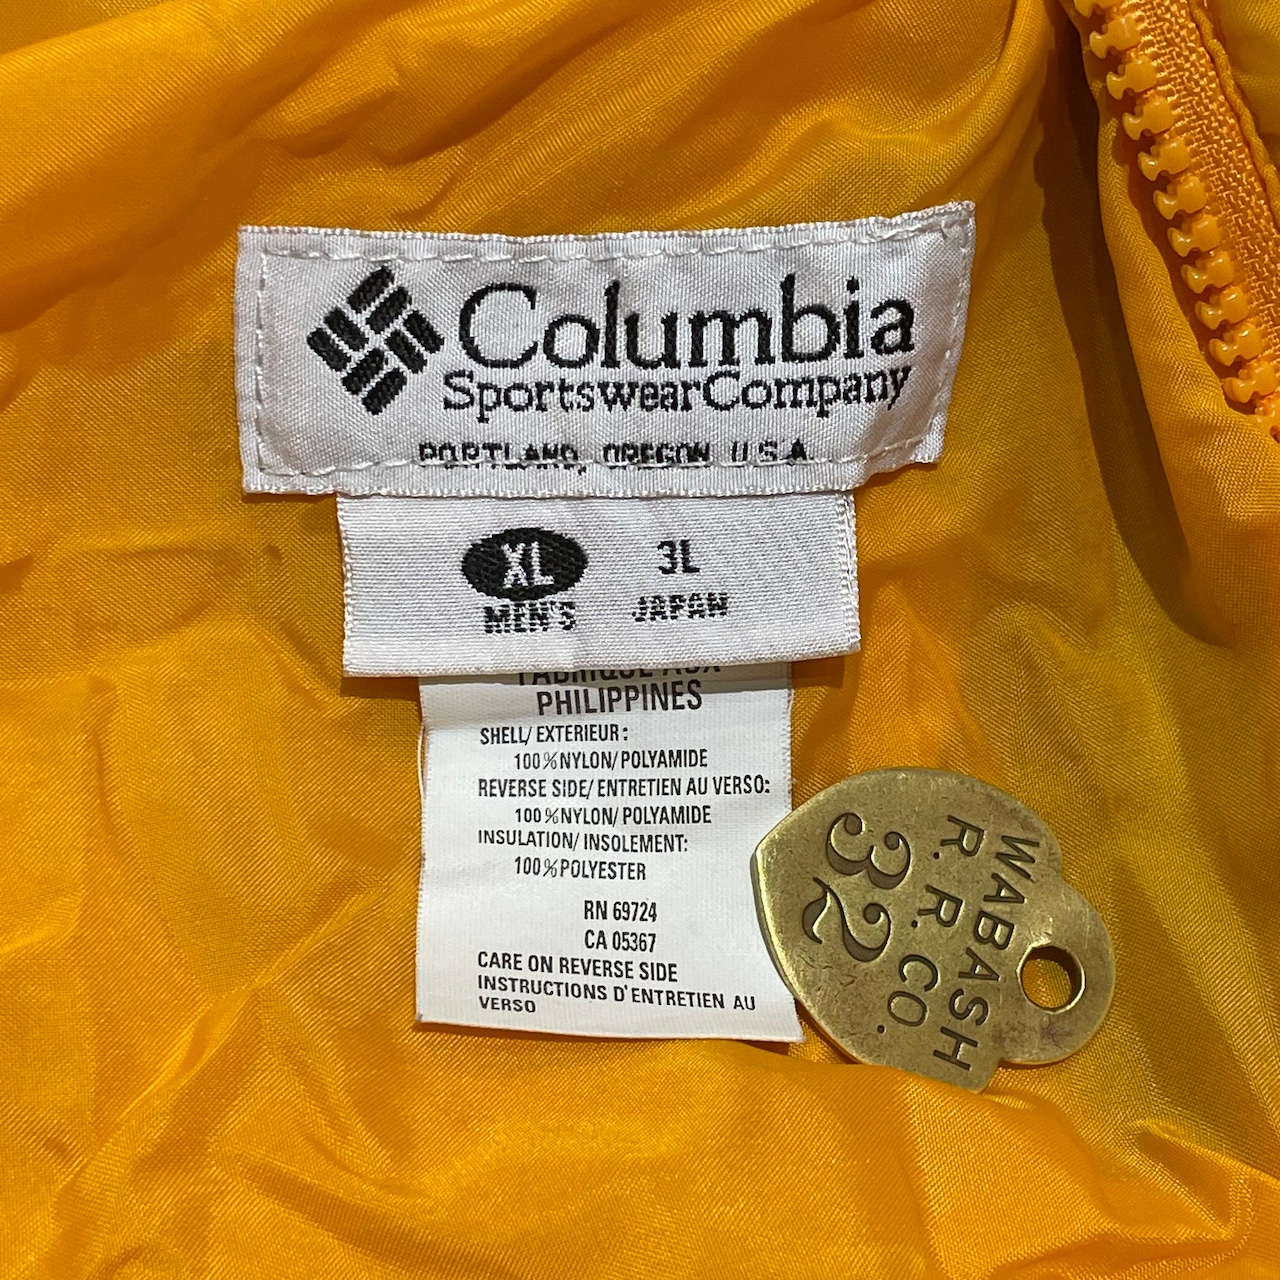 Columbia
SportswearCompany
PORTLAND, OREGON U.S.A.
XL 3L
MEN'S JAPAN
FABRIQUE AUX
PHILIPPINES
SHELL/ EXTERIEUR:
100% NYLON/ POLYAMIDE
REVERSE SIDE/ ENTRETIEN AU VERSO:
100% NYLON/ POLYAMIDE
INSULATION/ INSOLEMENT:
100% POLYESTER
RN 69724
CA 05367
CARE ON REVERSE SIDE
INSTRUCTIONS D'ENTRETIEN AU
VERSO
WABASH
R. R. CO.
32